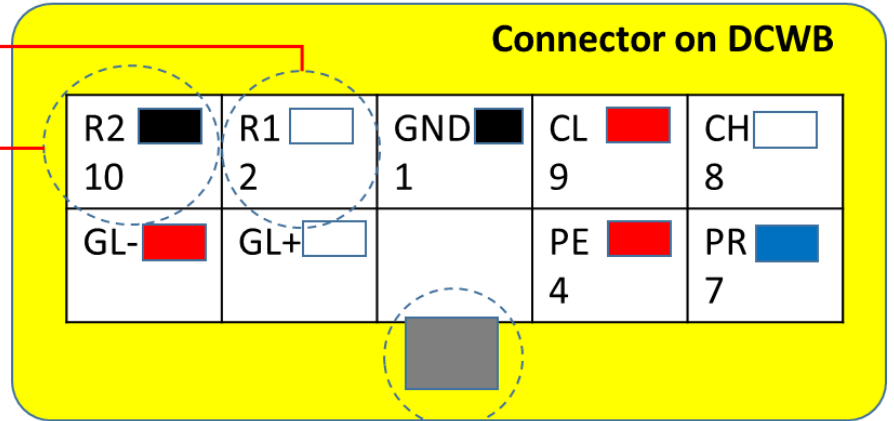 Connector on DCWB
R2 R1 GND CL CH
10 2 1 9 8
GL- GL+ PE PR
4 7